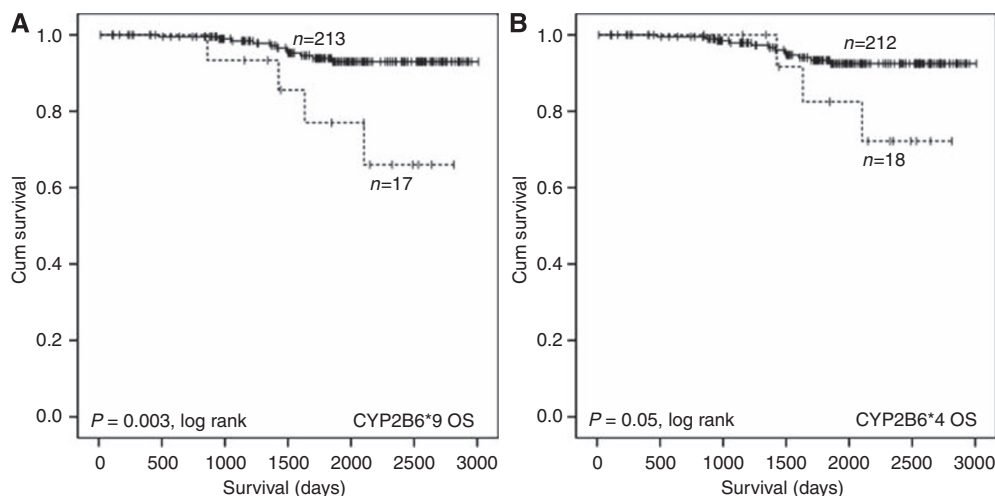 A
1.0
0.8
0.6
0.4
0.2
0.0
Cum survival
n=213
n=17
P = 0.003, log rank
CYP2B6*9 OS
0 500 1000 1500 2000 2500 3000
Survival (days)
B
1.0
0.8
0.6
0.4
0.2
0.0
Cum survival
n=212
n=18
P = 0.05, log rank
CYP2B6*4 OS
0 500 1000 1500 2000 2500 3000
Survival (days)